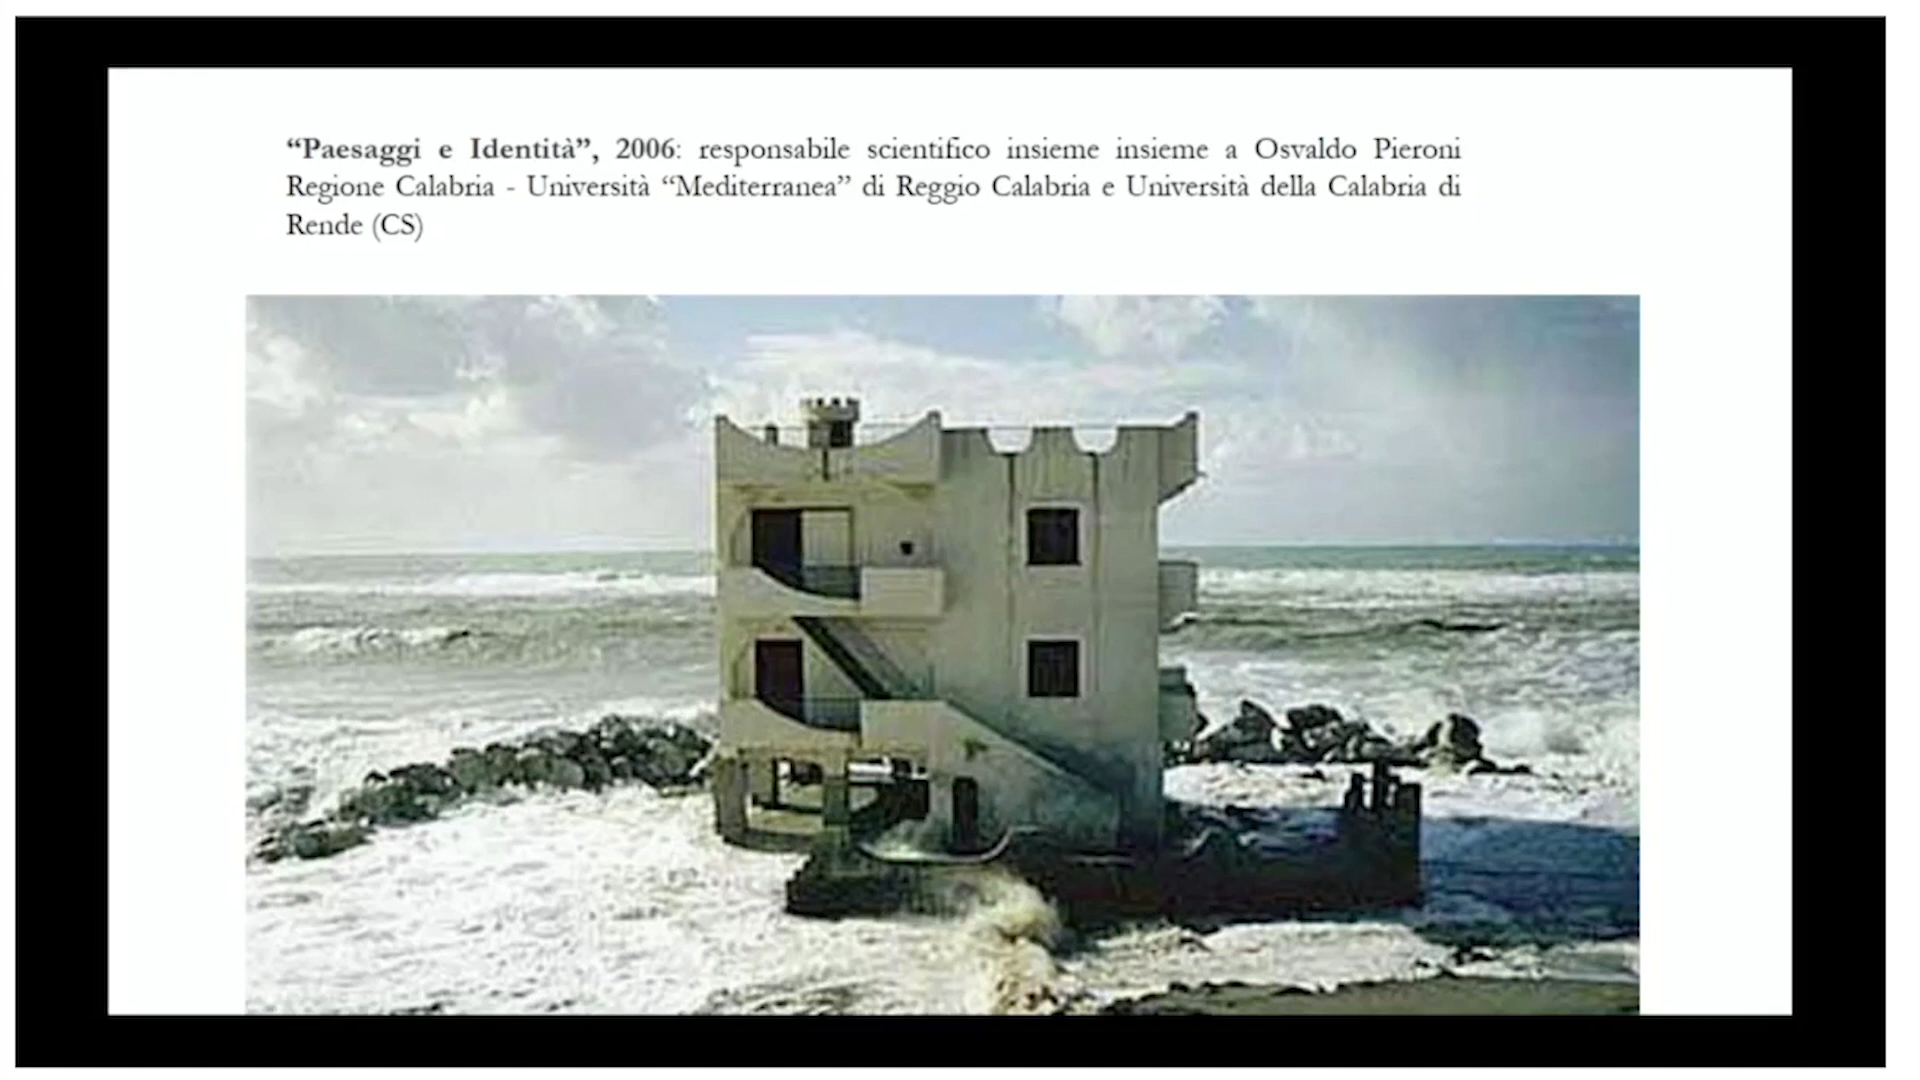 “Paesaggi e Identità”, 2006: responsabile scientifico insieme insieme a Osvaldo Pieroni
Regione Calabria - Università “Mediterranea” di Reggio Calabria e Università della Calabria di
Rende (CS)